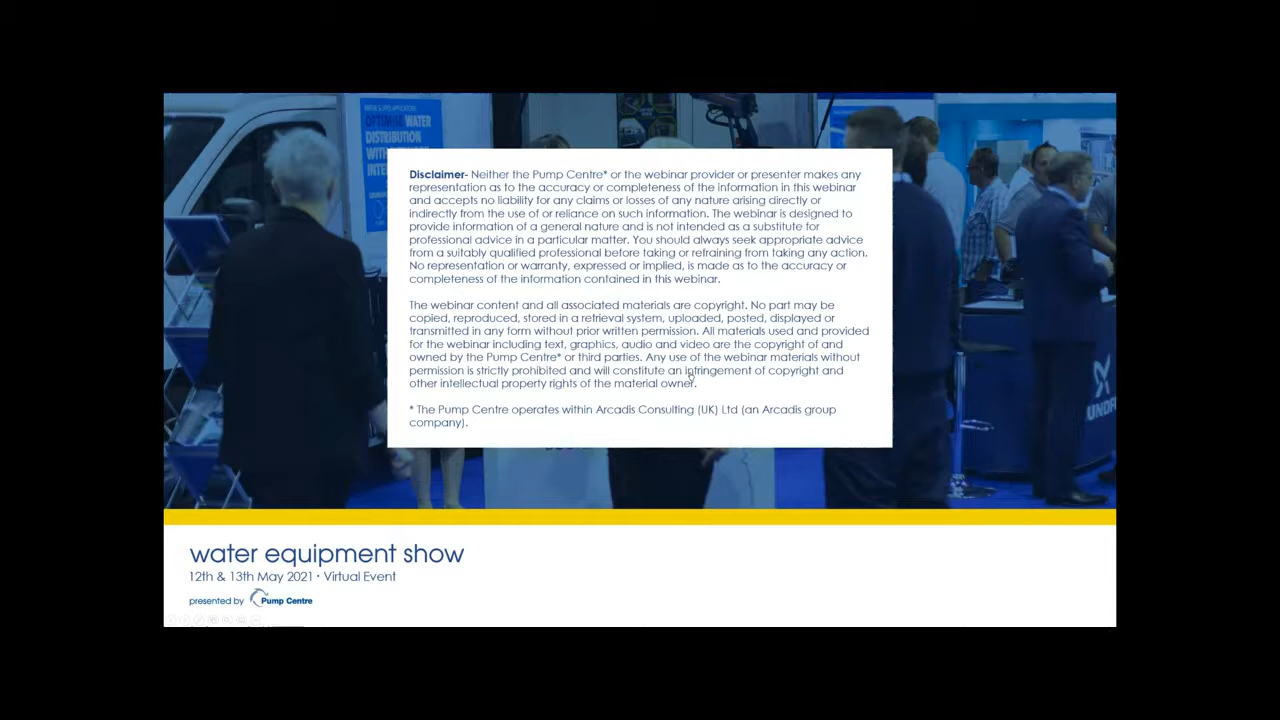 OPTIMISE WATER
DISTRIBUTION
Disclaimer- Neither the Pump Centre* or the webinar provider or presenter makes any
representation as to the accuracy or completeness of the information in this webinar
and accepts no liability for any claims or losses of any nature arising directly or
indirectly from the use of or reliance on such information. The webinar is designed to
provide information of a general nature and is not intended as a substitute for
professional advice in a particular matter. You should always seek appropriate advice
from a suitably qualified professional before taking or refraining from taking any action.
No representation or warranty, expressed or implied, is made as to the accuracy or
completeness of the information contained in this webinar.
The webinar content and all associated materials are copyright. No part may be
copied, reproduced, stored in a retrieval system, uploaded, posted, displayed or
transmitted in any form without prior written permission. All materials used and provided
for the webinar including text, graphics, audio and video are the copyright of and
owned by the Pump Centre* or third parties. Any use of the webinar materials without
permission is strictly prohibited and will constitute an infringement of copyright and
other intellectual property rights of the material owner.
* The Pump Centre operates within Arcadis Consulting (UK) Ltd (an Arcadis group
company).
water equipment show
12th & 13th May 2021 • Virtual Event
presented by Pump Centre